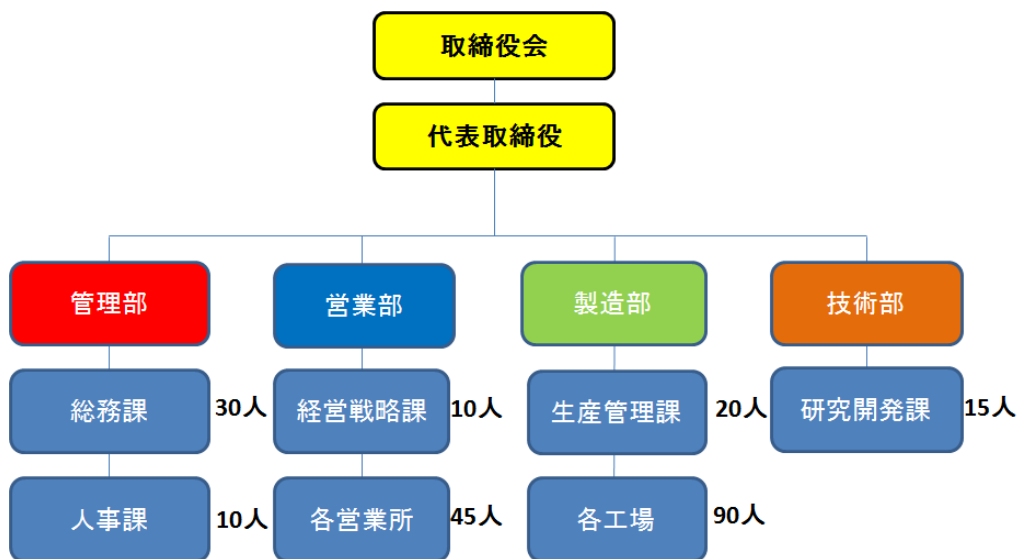 取締役会
代表取締役
管理部
営業部
製造部
技術部
総務課
30人
経営戦略課
10人
生産管理課
20人
研究開発課
15人
人事課
10人
各営業所
45人
各工場
90人